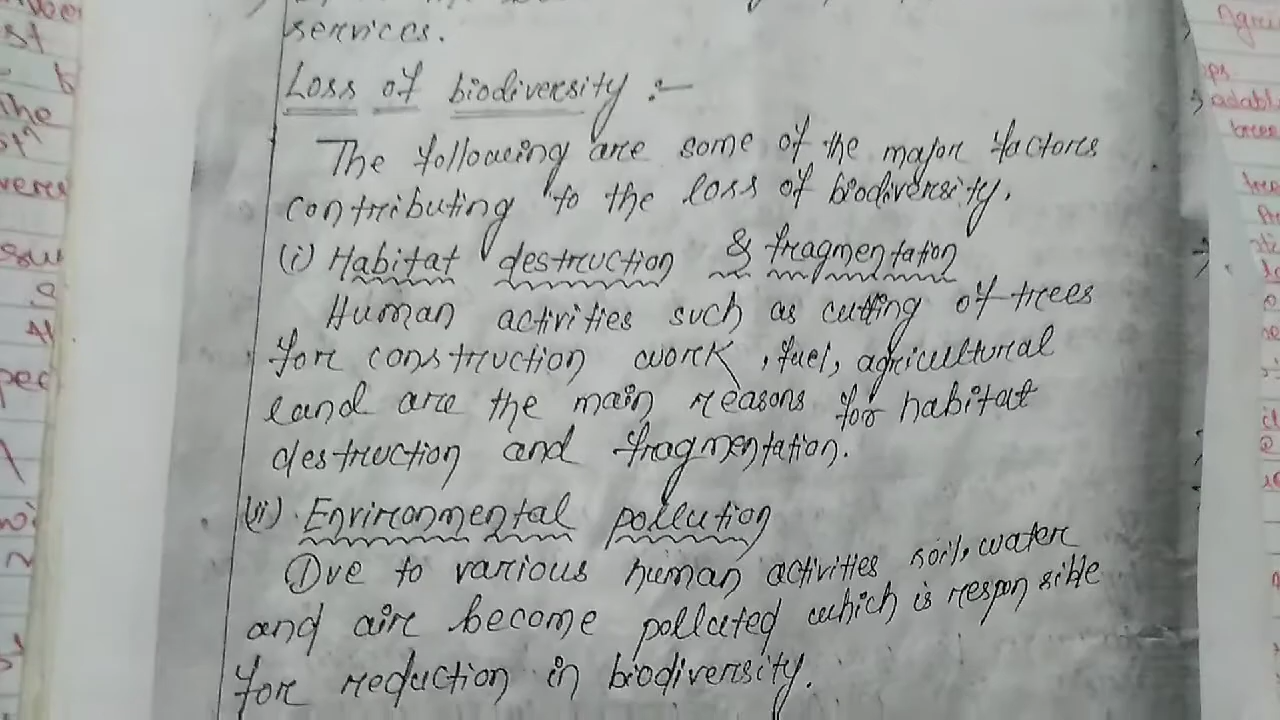 services.
Loss of biodiversity :-
The following are some of the major factors
contributing to the loss of biodiversity.
(i) Habitat destruction & fragmentation
Human activities such as cutting of trees
for construction work, fuel, agricultural
land are the main reasons for habitat
destruction and fragmentation.
(ii) Environmental pollution
Due to various human activities soil, water
and air become polluted which is responsible
for reduction in biodiversity.